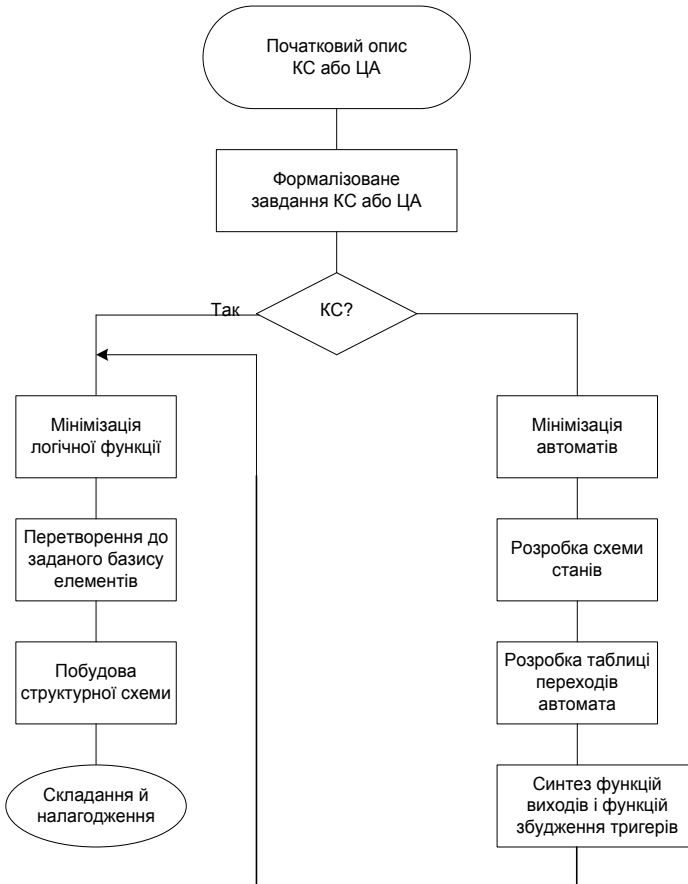 Початковий опис
КС або ЦА
Формалізоване
завдання КС або ЦА
Так
КС?
Мінімізація
логічної функції
Перетворення до
заданого базису
елементів
Побудова
структурної схеми
Складання й
налагодження
Мінімізація
автоматів
Розробка схеми
станів
Розробка таблиці
переходів
автомата
Синтез функцій
виходів і функцій
збудження тригерів